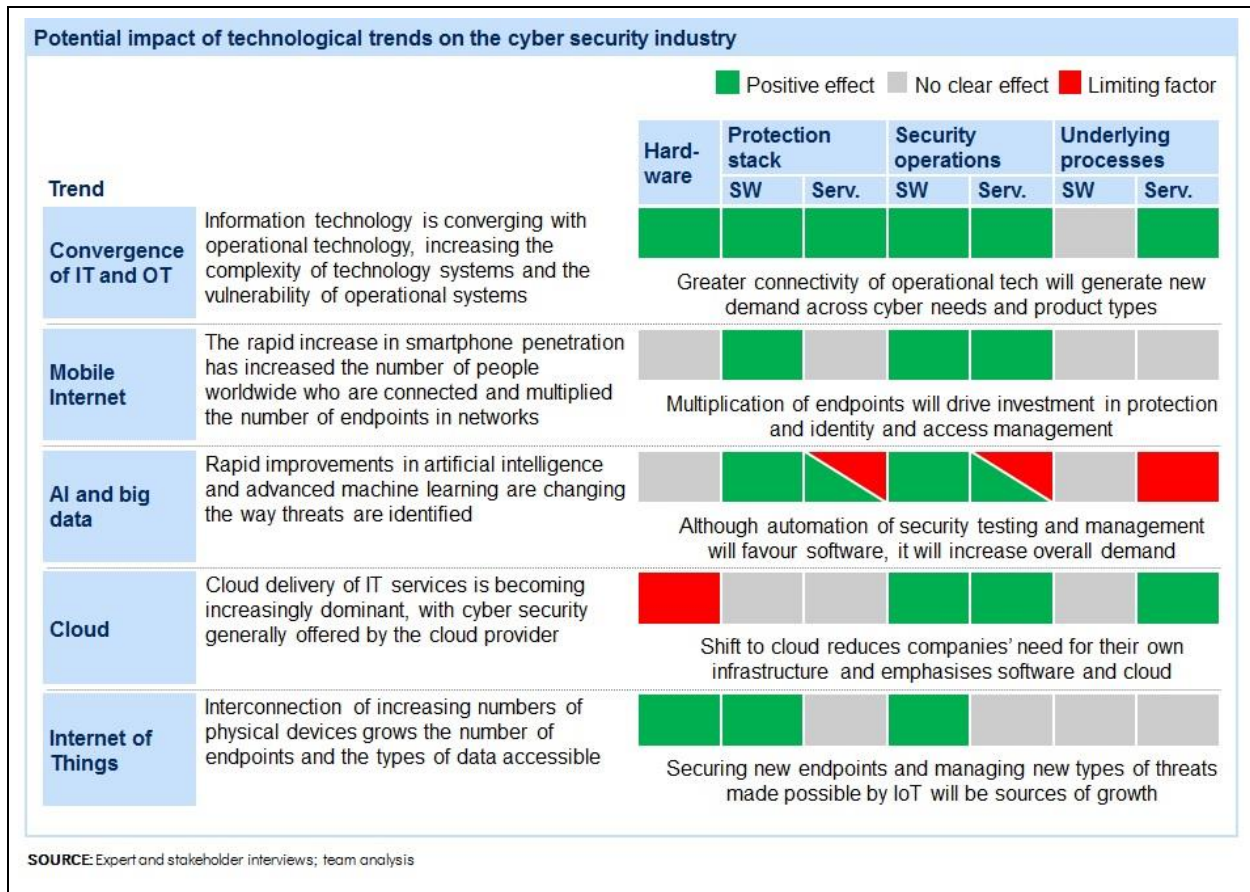 Potential impact of technological trends on the cyber security industry
Positive effect No clear effect Limiting factor
Trend
Hard-
ware
Protection
stack
Security
operations
Underlying
processes
SW Serv. SW Serv. SW Serv.
Convergence
of IT and OT
Information technology is converging with
operational technology, increasing the
complexity of technology systems and the
vulnerability of operational systems
Greater connectivity of operational tech will generate new
demand across cyber needs and product types
Mobile
Internet
The rapid increase in smartphone penetration
has increased the number of people
worldwide who are connected and multiplied
the number of endpoints in networks
Multiplication of endpoints will drive investment in protection
and identity and access management
AI and big
data
Rapid improvements in artificial intelligence
and advanced machine learning are changing
the way threats are identified
Although automation of security testing and management
will favour software, it will increase overall demand
Cloud
Cloud delivery of IT services is becoming
increasingly dominant, with cyber security
generally offered by the cloud provider
Shift to cloud reduces companies' need for their own
infrastructure and emphasises software and cloud
Internet of
Things
Interconnection of increasing numbers of
physical devices grows the number of
endpoints and the types of data accessible
Securing new endpoints and managing new types of threats
made possible by IoT will be sources of growth
SOURCE: Expert and stakeholder interviews; team analysis